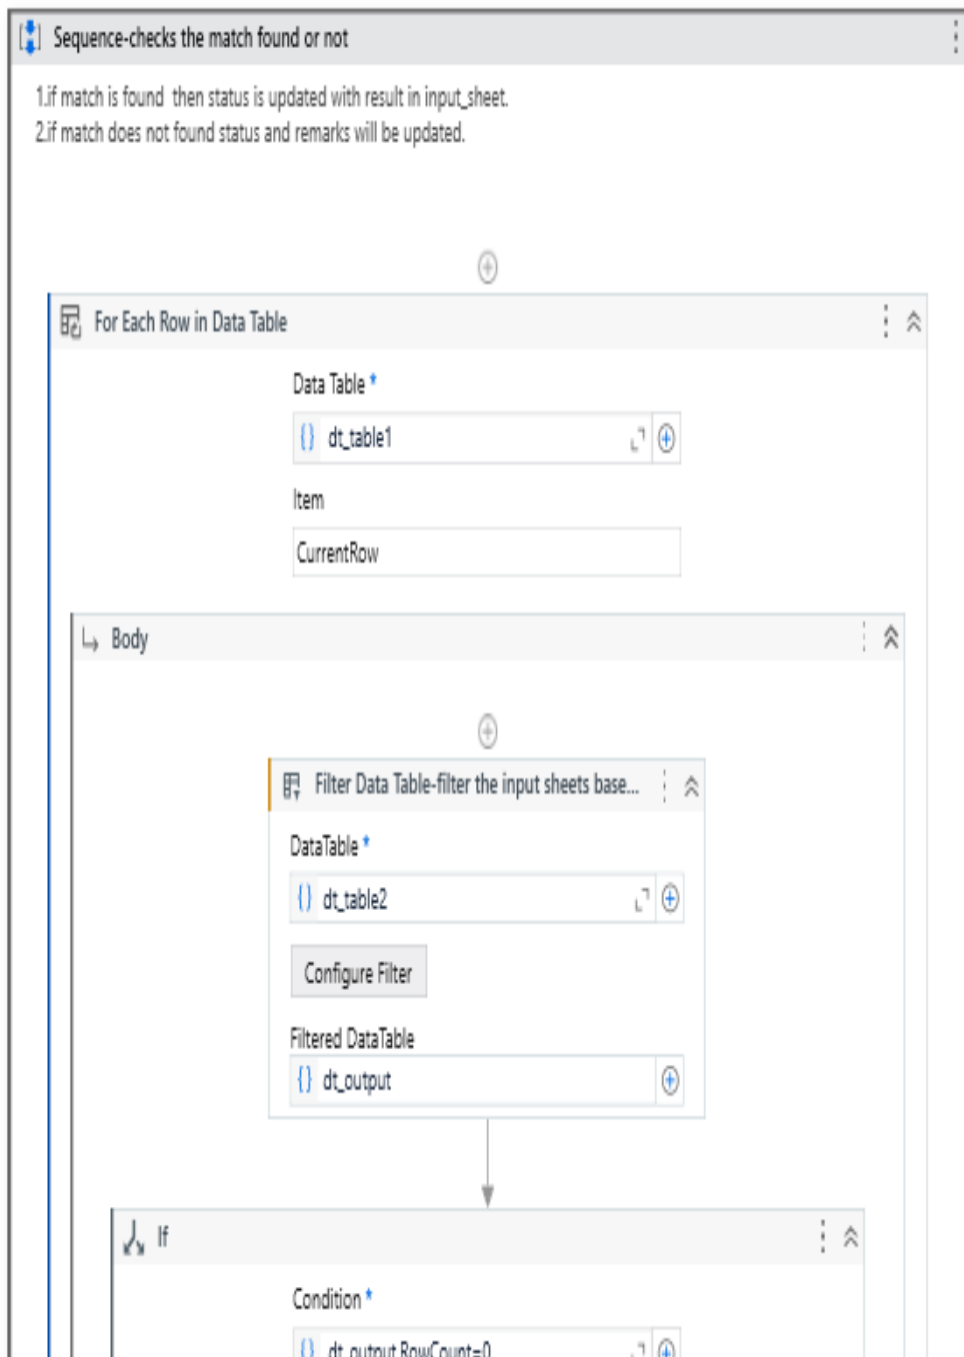 Sequence-checks the match found or not
1.if match is found then status is updated with result in input_sheet.
2.if match does not found status and remarks will be updated.
For Each Row in Data Table
Data Table *
{} dt_table1
Item
CurrentRow
Body
Filter Data Table-filter the input sheets base...
DataTable *
{} dt_table2
Configure Filter
Filtered DataTable
{} dt_output
If
Condition *
{} dt_output.RowCount=0